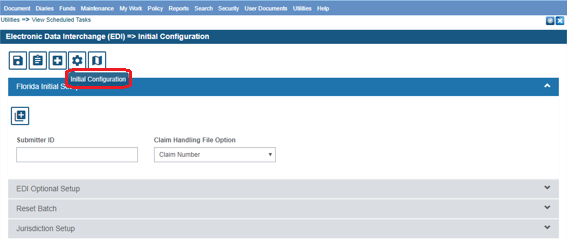 Document Diaries Funds Maintenance My Work Policy Reports Search Security User Documents Utilities Help
Utilities => View Scheduled Tasks
Electronic Data Interchange (EDI) => Initial Configuration
Initial Configuration
Florida Initial Setup
Submitter ID Claim Handling File Option
Claim Number
EDI Optional Setup
Reset Batch
Jurisdiction Setup